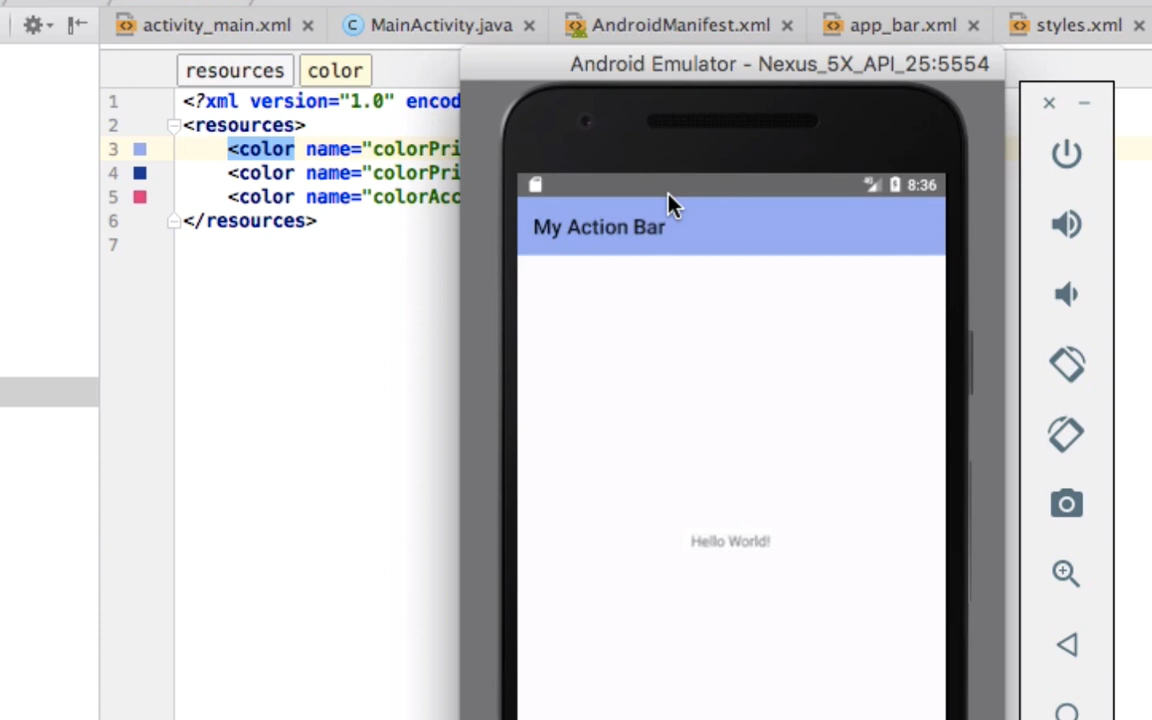 activity_main.xml MainActivity.java AndroidManifest.xml app_bar.xml styles.xml
resources color
Android Emulator - Nexus_5X_API_25:5554
1 <?xml version="1.0" encod
2 <resources>
3 <color name="colorPri
4 <color name="colorPri
5 <color name="colorAcc
6 </resources>
7
8:36
My Action Bar
Hello World!